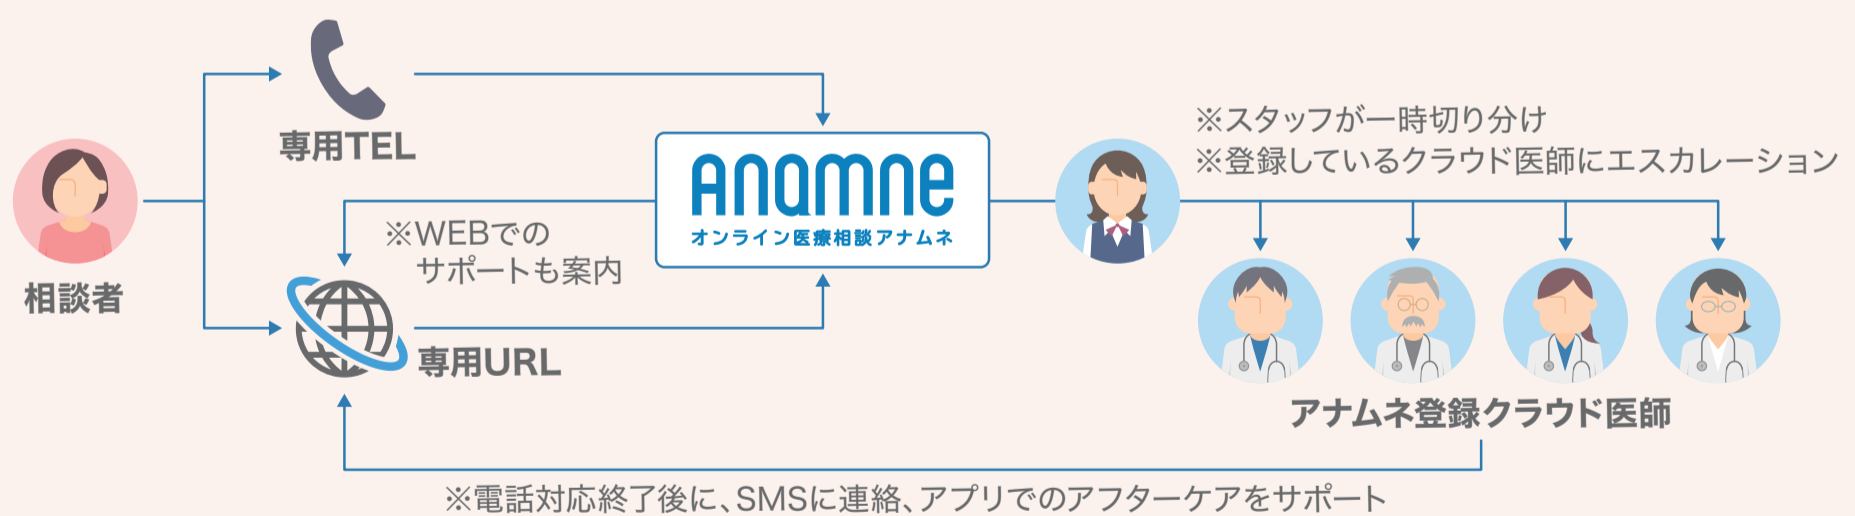 専用TEL
※スタッフが一時切り分け
※登録しているクラウド医師にエスカレーション
anamne
オンライン医療相談アナムネ
※WEBでの
サポートも案内
相談者
専用URL
アナムネ登録クラウド医師
※電話対応終了後に、SMSに連絡、アプリでのアフターケアをサポート